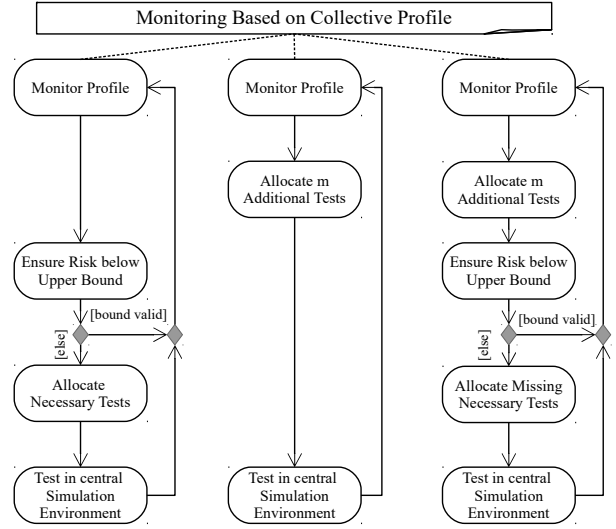 Monitoring Based on Collective Profile
Monitor Profile
Ensure Risk below
Upper Bound
[bound valid]
[else]
Allocate
Necessary Tests
Test in central
Simulation
Environment
Monitor Profile
Allocate m
Additional Tests
Test in central
Simulation
Environment
Monitor Profile
Allocate m
Additional Tests
Ensure Risk below
Upper Bound
[bound valid]
[else]
Allocate Missing
Necessary Tests
Test in central
Simulation
Environment